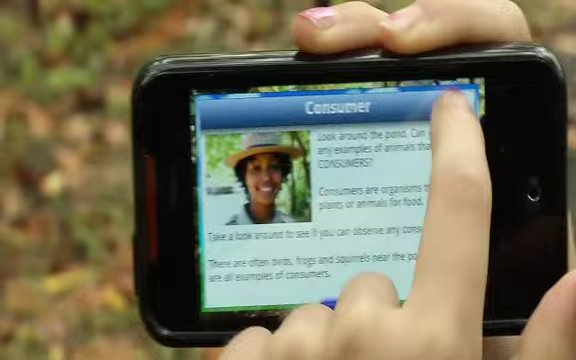 Consumer
Look around the pond. Can
any examples of animals tha
CONSUMERS?
Consumers are organisms t
plants or animals for food.
Take a look around to see if you can observe any cons
There are often birds, frogs and squirrels near the po
are all examples of consumers.